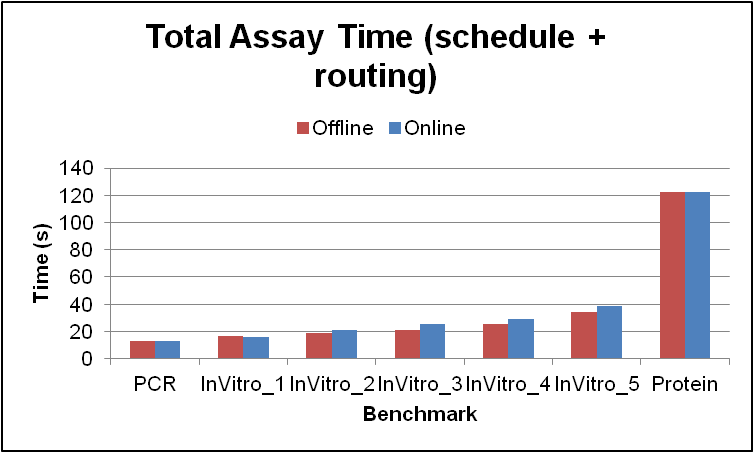 Total Assay Time (schedule +
routing)
Offline Online
140
120
100
80
60
40
20
0
Time (s)
PCR InVitro_1 InVitro_2 InVitro_3 InVitro_4 InVitro_5 Protein
Benchmark